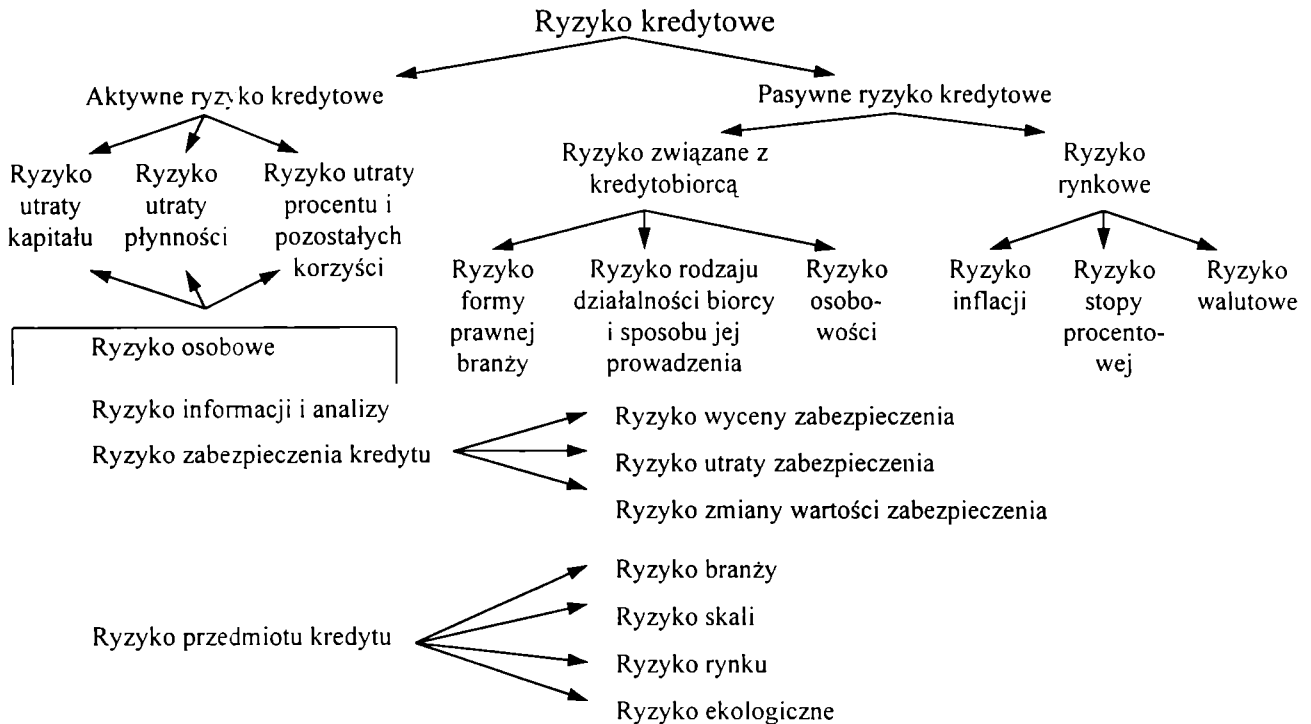 Ryzyko kredytowe
Aktywne ryzyko kredytowe
Pasywne ryzyko kredytowe
Ryzyko
utraty
kapitału
Ryzyko
utraty
płynności
Ryzyko utraty
procentu i
pozostałych
korzyści
Ryzyko związane z
kredytobiorcą
Ryzyko
rynkowe
Ryzyko
formy
prawnej
branży
Ryzyko rodzaju
działalności biorcy
i sposobu jej
prowadzenia
Ryzyko
osobo-
wości
Ryzyko
inflacji
Ryzyko
stopy
procento-
wej
Ryzyko
walutowe
Ryzyko osobowe
Ryzyko informacji i analizy
Ryzyko zabezpieczenia kredytu
Ryzyko wyceny zabezpieczenia
Ryzyko utraty zabezpieczenia
Ryzyko zmiany wartości zabezpieczenia
Ryzyko przedmiotu kredytu
Ryzyko branży
Ryzyko skali
Ryzyko rynku
Ryzyko ekologiczne